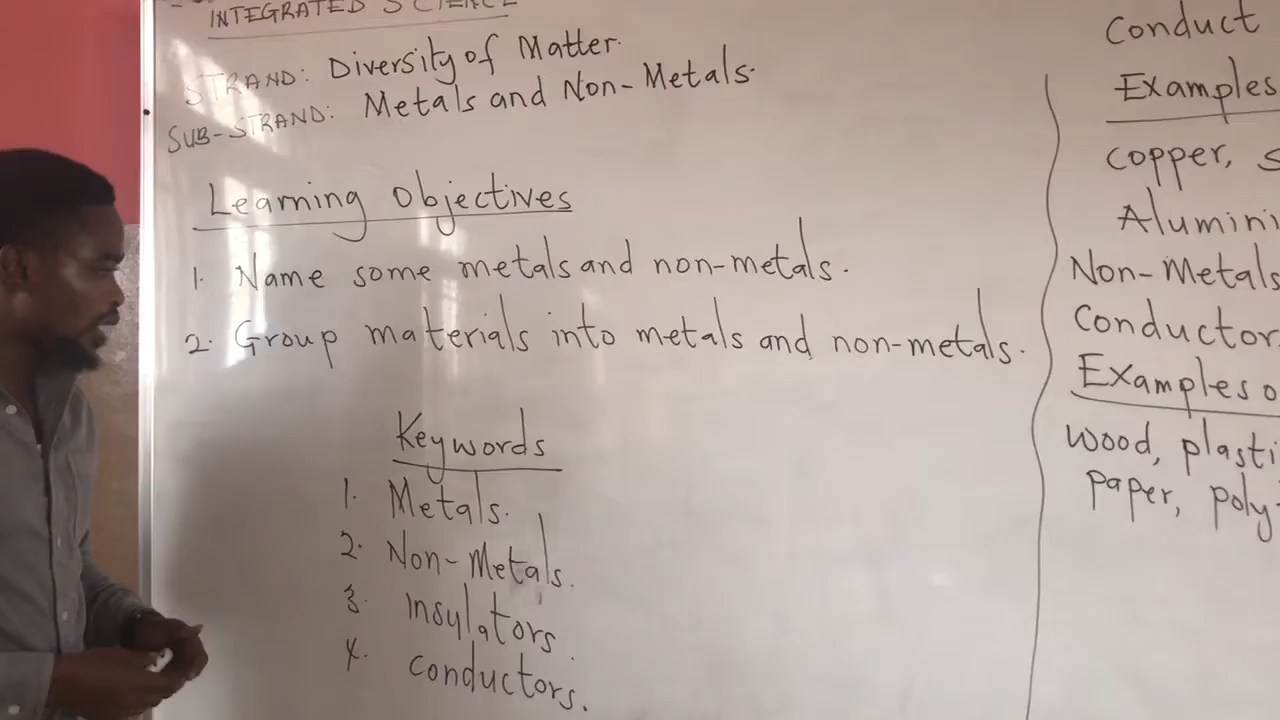 INTEGRATED SCIENCE
STRAND: Diversity of Matter.
SUB-STRAND: Metals and Non-Metals.
Learning Objectives
1. Name some metals and non-metals.
2. Group materials into metals and non-metals.
Keywords
1. Metals.
2. Non-Metals.
3. Insulators.
4. Conductors.
Conduct
Examples
Copper, S
Alumini
Non-Metals
Conductor
Examples o
Wood, plasti
Paper, poly